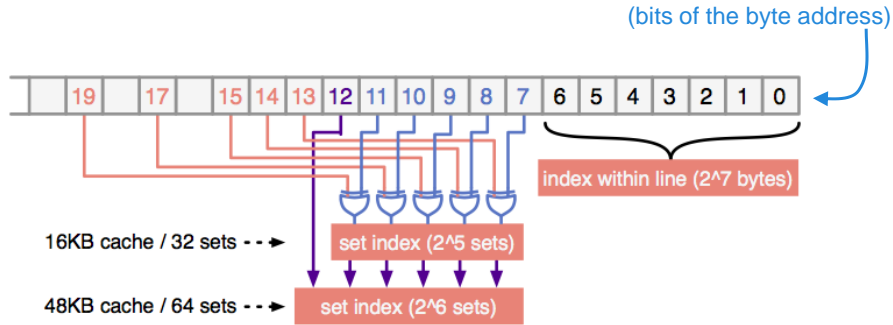 (bits of the byte address)
19 17 15 14 13 12 11 10 9 8 7 6 5 4 3 2 1 0
index within line (2^7 bytes)
16KB cache / 32 sets
set index (2^5 sets)
48KB cache / 64 sets
set index (2^6 sets)